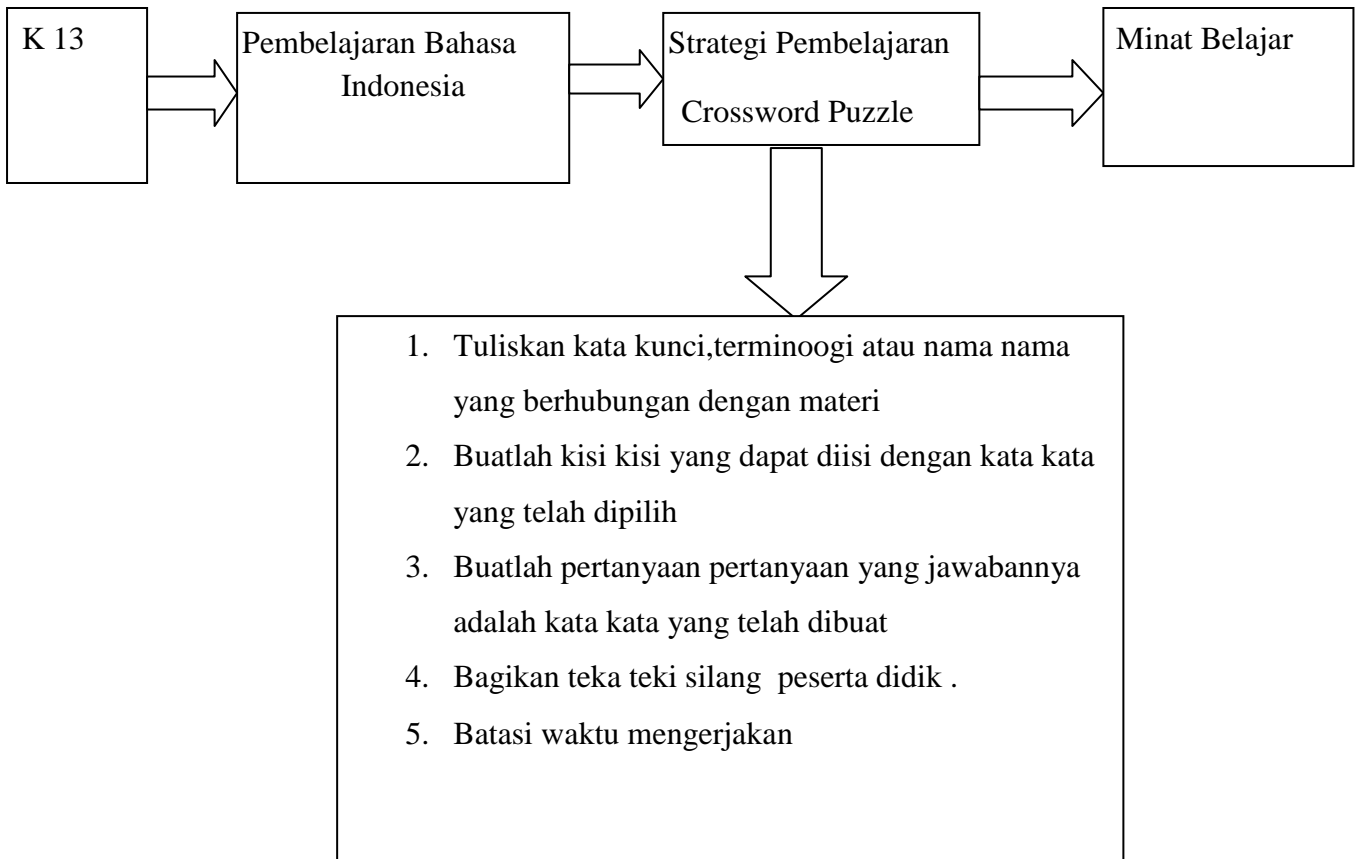 K 13
Pembelajaran Bahasa
Indonesia
Strategi Pembelajaran
Crossword Puzzle
Minat Belajar
1. Tuliskan kata kunci,terminoogi atau nama nama
yang berhubungan dengan materi
2. Buatlah kisi kisi yang dapat diisi dengan kata kata
yang telah dipilih
3. Buatlah pertanyaan pertanyaan yang jawabannya
adalah kata kata yang telah dibuat
4. Bagikan teka teki silang  peserta didik .
5. Batasi waktu mengerjakan